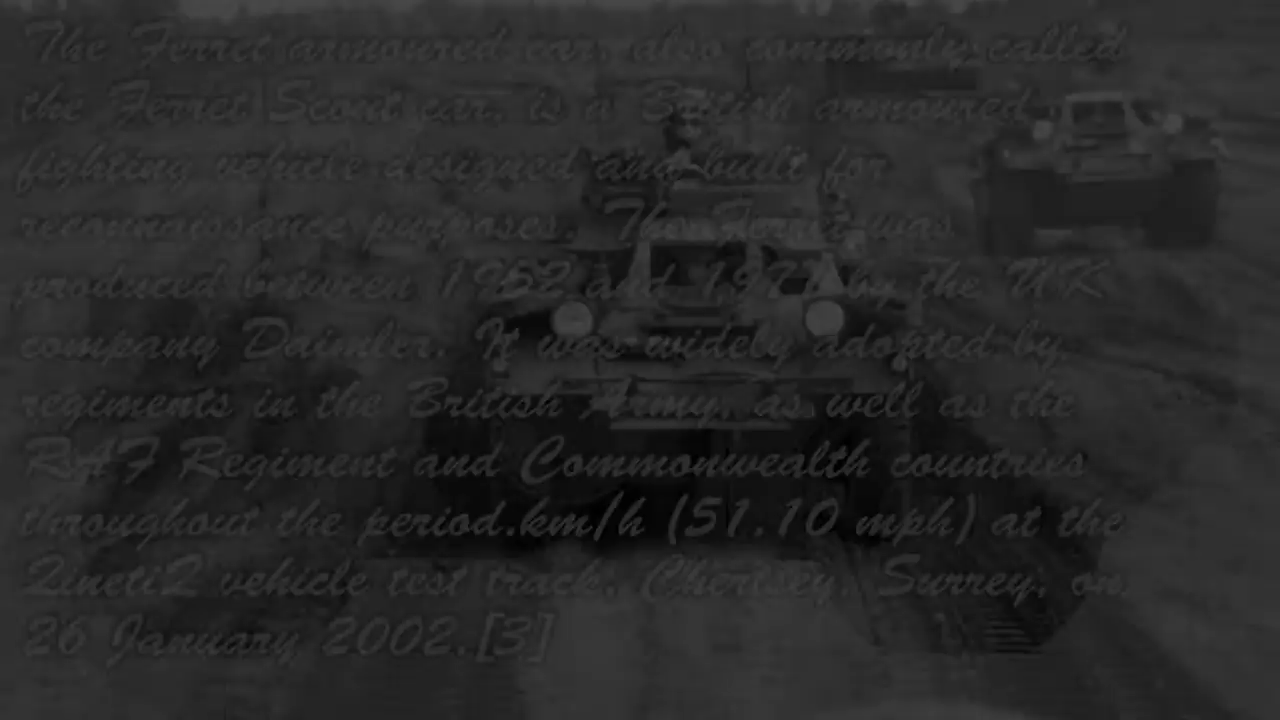 The Ferret armoured car, also commonly called
the Ferret Scout car, is a British armoured
fighting vehicle designed and built for
reconnaissance purposes. The Ferret was
produced between 1952 and 1971 by the UK
company Daimler. It was widely adopted by
regiments in the British Army, as well as the
RAF Regiment and Commonwealth countries
throughout the period.km/h (51.10 mph) at the
QinetiQ vehicle test track, Chertsey, Surrey, on
26 January 2002.[3]